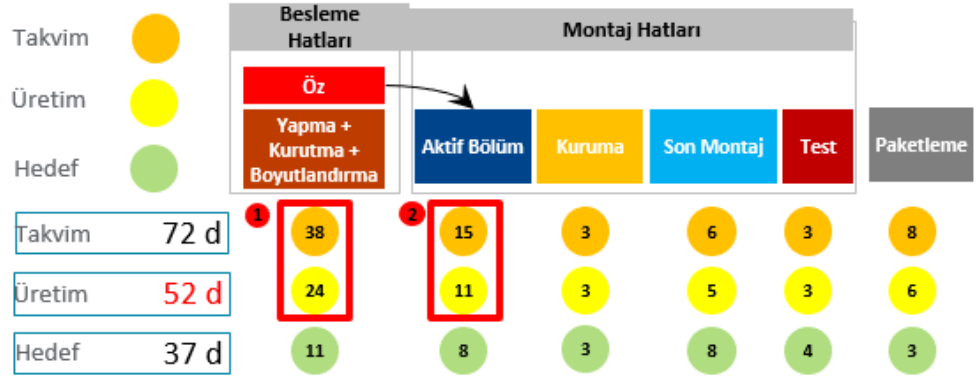 Takvim
Üretim
Hedef
Besleme
Hatları
Montaj Hatları
Öz
Yapma +
Kurutma +
Boyutlandırma
Aktif Bölüm
Kuruma
Son Montaj
Test
Paketleme
1
2
Takvim 72 d 38 15 3 6 3 8
Üretim 52 d 24 11 3 5 3 6
Hedef 37 d 11 8 3 8 4 3